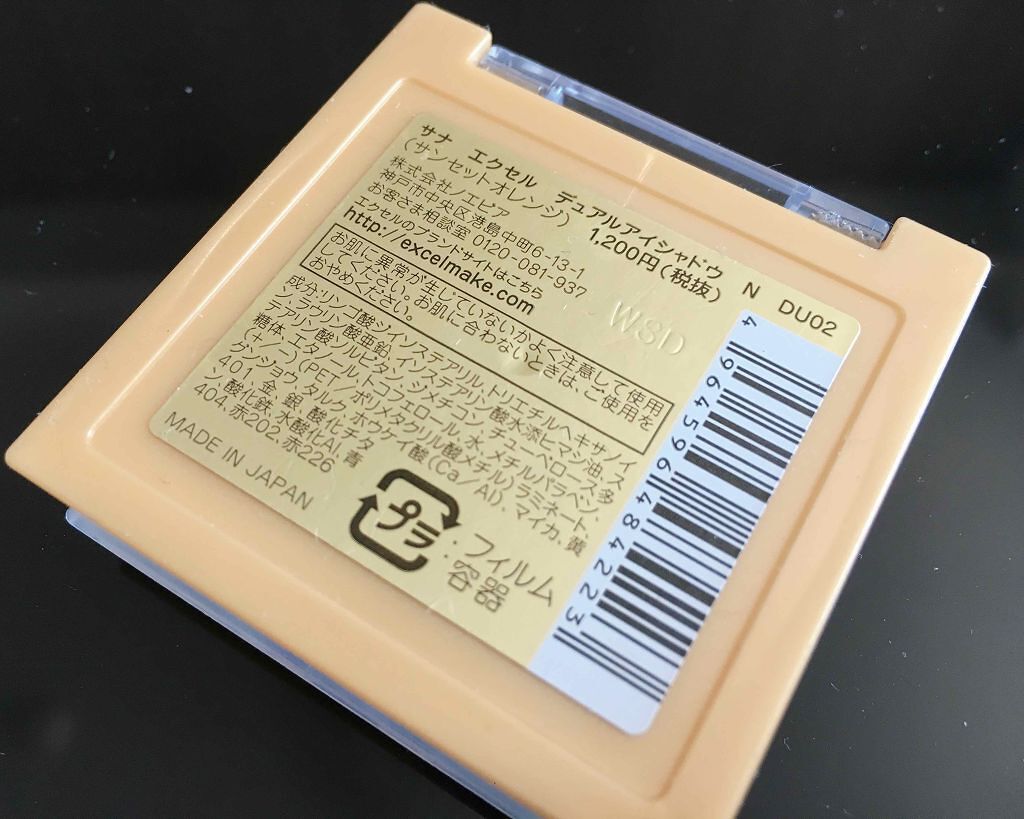 サナ エクセル デュアルアイシャドウ N DU02
(サンセットオレンジ) 1,200円(税抜)
株式会社ノエビア
神戸市中央区港島中町6-13-1
お客さま相談室 0120-081-937
エクセルのブランドサイトはこちら
http://excelmake.com
W8D
お肌に異常が生じていないかよく注意して使用
してください。お肌に合わないときは、ご使用を
おやめください。
成分:リンゴ酸ジイソステアリル,トリエチルヘキサノイ
ン,ラウリン酸亜鉛,イソステアリン酸水添ヒマシ油,ス
テアリン酸ソルビタン,ジメチコン,チューベローズ多
糖体,エタノール,トコフェロール,水,メチルパラベン,
(+/-)(PET/ポリメタクリル酸メチル)ラミネート,
グンジョウ,タルク,ホウケイ酸(Ca/Al),マイカ,黄
401,金,銀,酸化チタ
ン,酸化鉄,水酸化Al,青
404,赤202,赤226
MADE IN JAPAN
プラ
:フィルム
容器
4 964596 484223